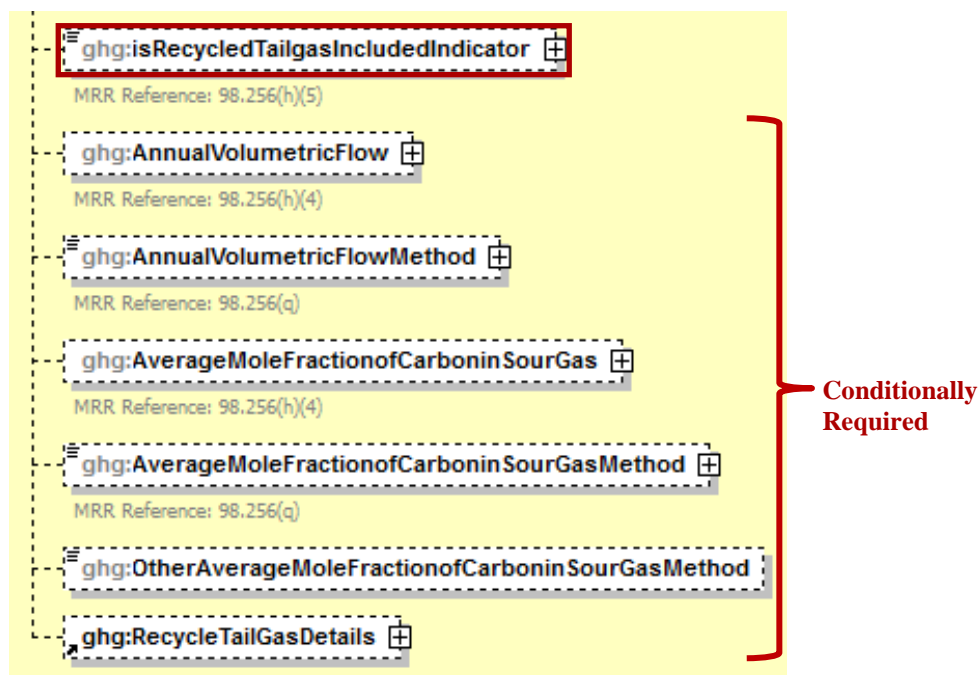 ghg:isRecycledTailgasIncludedIndicator
MRR Reference: 98.256(h)(5)
ghg:AnnualVolumetricFlow
MRR Reference: 98.256(h)(4)
ghg:AnnualVolumetricFlowMethod
MRR Reference: 98.256(q)
ghg:AverageMoleFractionofCarboninSourGas
MRR Reference: 98.256(h)(4)
Conditionally
Required
ghg:AverageMoleFractionofCarboninSourGasMethod
MRR Reference: 98.256(q)
ghg:OtherAverageMoleFractionofCarboninSourGasMethod
ghg:RecycleTailGasDetails